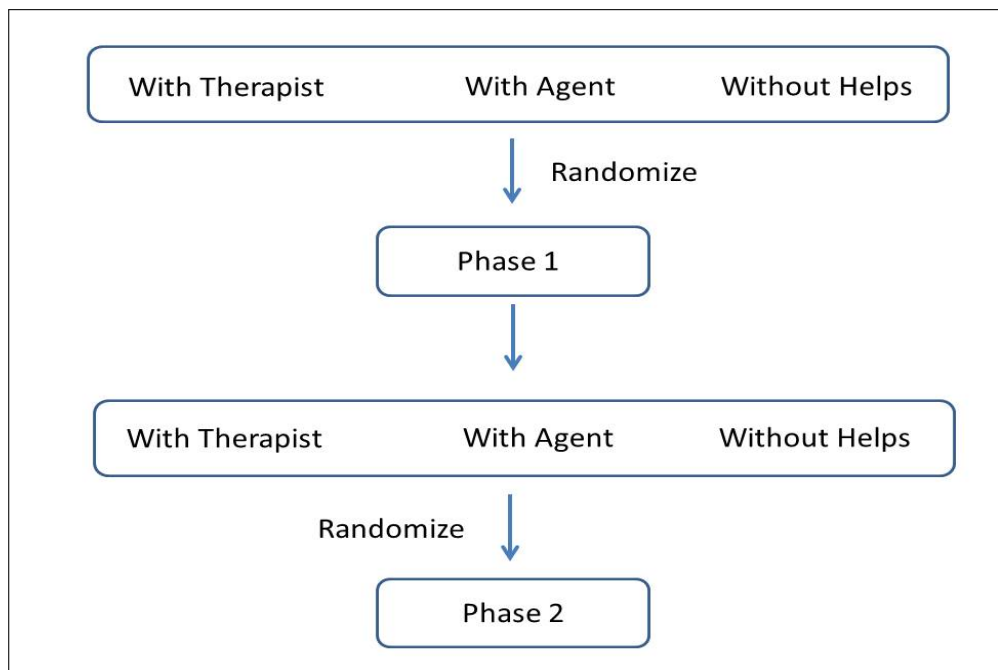 With Therapist With Agent Without Helps
Randomize
Phase 1
With Therapist With Agent Without Helps
Randomize
Phase 2